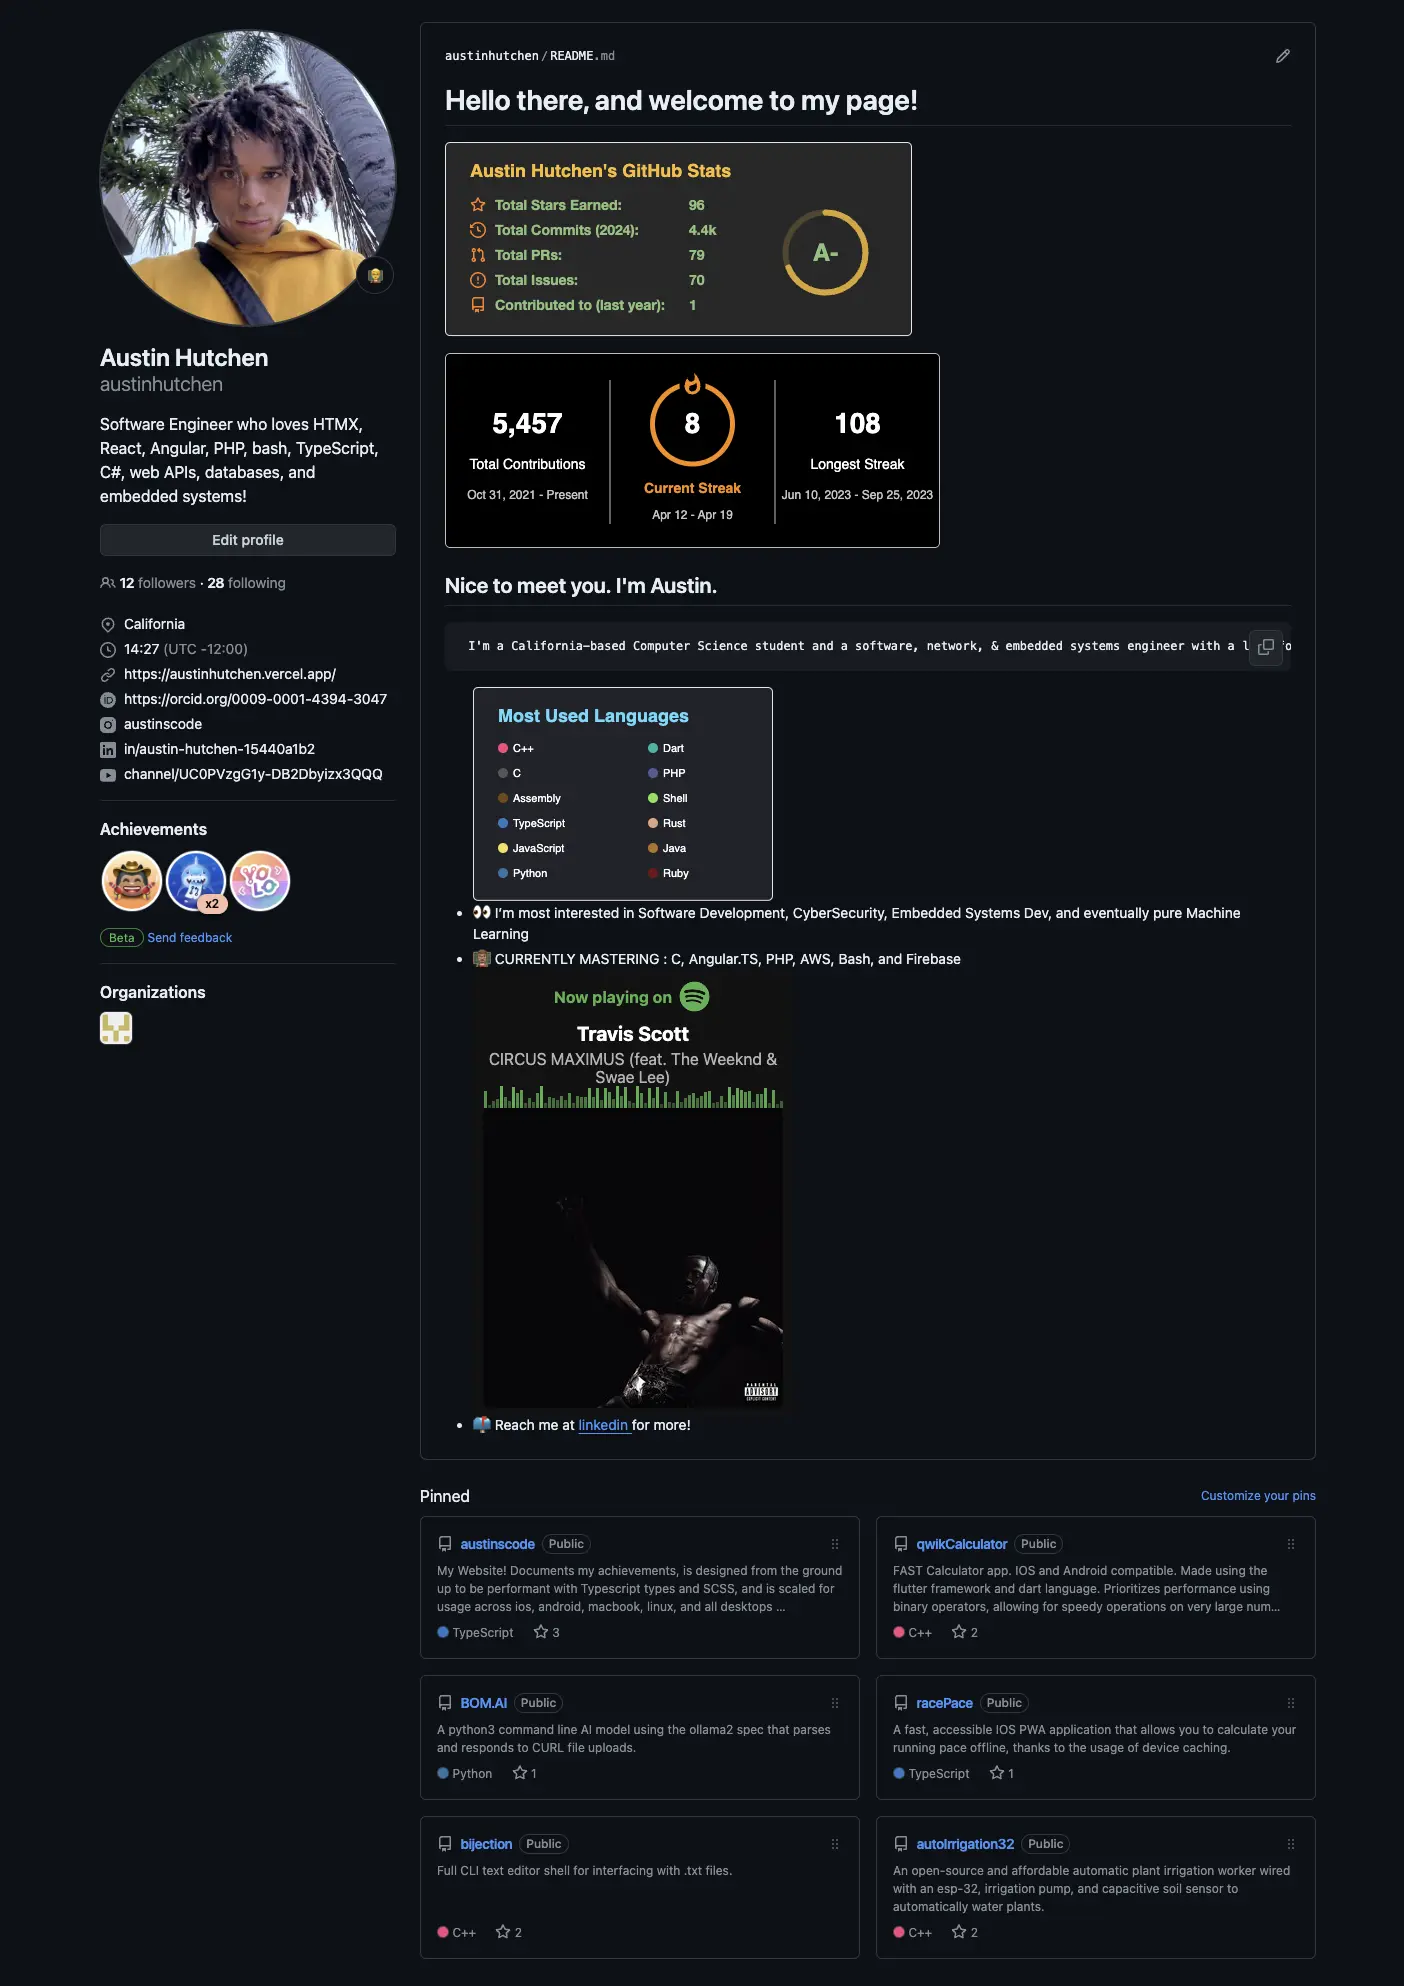 Austin Hutchen
austinhutchen
Software Engineer who loves HTMX,
React, Angular, PHP, bash, TypeScript,
C#, web APIs, databases, and
embedded systems!
Edit profile
12 followers · 28 following
California
14:27 (UTC -12:00)
https://austinhutchen.vercel.app/
https://orcid.org/0009-0001-4394-3047
austinscode
in/austin-hutchen-15440a1b2
channel/UC0PVzgG1y-DB2Dbyizx3QQQ
Achievements
x2
YOLO
Beta Send feedback
Organizations
austinhutchen/README.md
Hello there, and welcome to my page!
Austin Hutchen's GitHub Stats
Total Stars Earned: 96
Total Commits (2024): 4.4k
Total PRs: 79
Total Issues: 70
Contributed to (last year): 1
A-
5,457
Total Contributions
Oct 31, 2021 - Present
8
Current Streak
Apr 12 - Apr 19
108
Longest Streak
Jun 10, 2023 - Sep 25, 2023
Nice to meet you. I'm Austin.
I'm a California-based Computer Science student and a software, network, & embedded systems engineer with a
Most Used Languages
C++
C
Assembly
TypeScript
JavaScript
Python
Dart
PHP
Shell
Rust
Java
Ruby
• 👀 I'm most interested in Software Development, CyberSecurity, Embedded Systems Dev, and eventually pure Machine
Learning
• CURRENTLY MASTERING : C, Angular.TS, PHP, AWS, Bash, and Firebase
Now playing on
Travis Scott
CIRCUS MAXIMUS (feat. The Weeknd &
Swae Lee)
PARENTAL
ADVISORY
EXPLICIT CONTENT
• 📫 Reach me at linkedin for more!
Pinned
Customize your pins
austinscode Public
My Website! Documents my achievements, is designed from the ground
up to be performant with Typescript types and SCSS, and is scaled for
usage across ios, android, macbook, linux, and all desktops ...
TypeScript 3
qwikCalculator Public
FAST Calculator app. IOS and Android compatible. Made using the
flutter framework and dart language. Prioritizes performance using
binary operators, allowing for speedy operations on very large num...
C++ 2
BOM.AI Public
A python3 command line AI model using the ollama2 spec that parses
and responds to CURL file uploads.
Python 1
racePace Public
A fast, accessible IOS PWA application that allows you to calculate your
running pace offline, thanks to the usage of device caching.
TypeScript 1
bijection Public
Full CLI text editor shell for interfacing with .txt files.
C++ 2
autoIrrigation32 Public
An open-source and affordable automatic plant irrigation worker wired
with an esp-32, irrigation pump, and capacitive soil sensor to
automatically water plants.
C++ 2